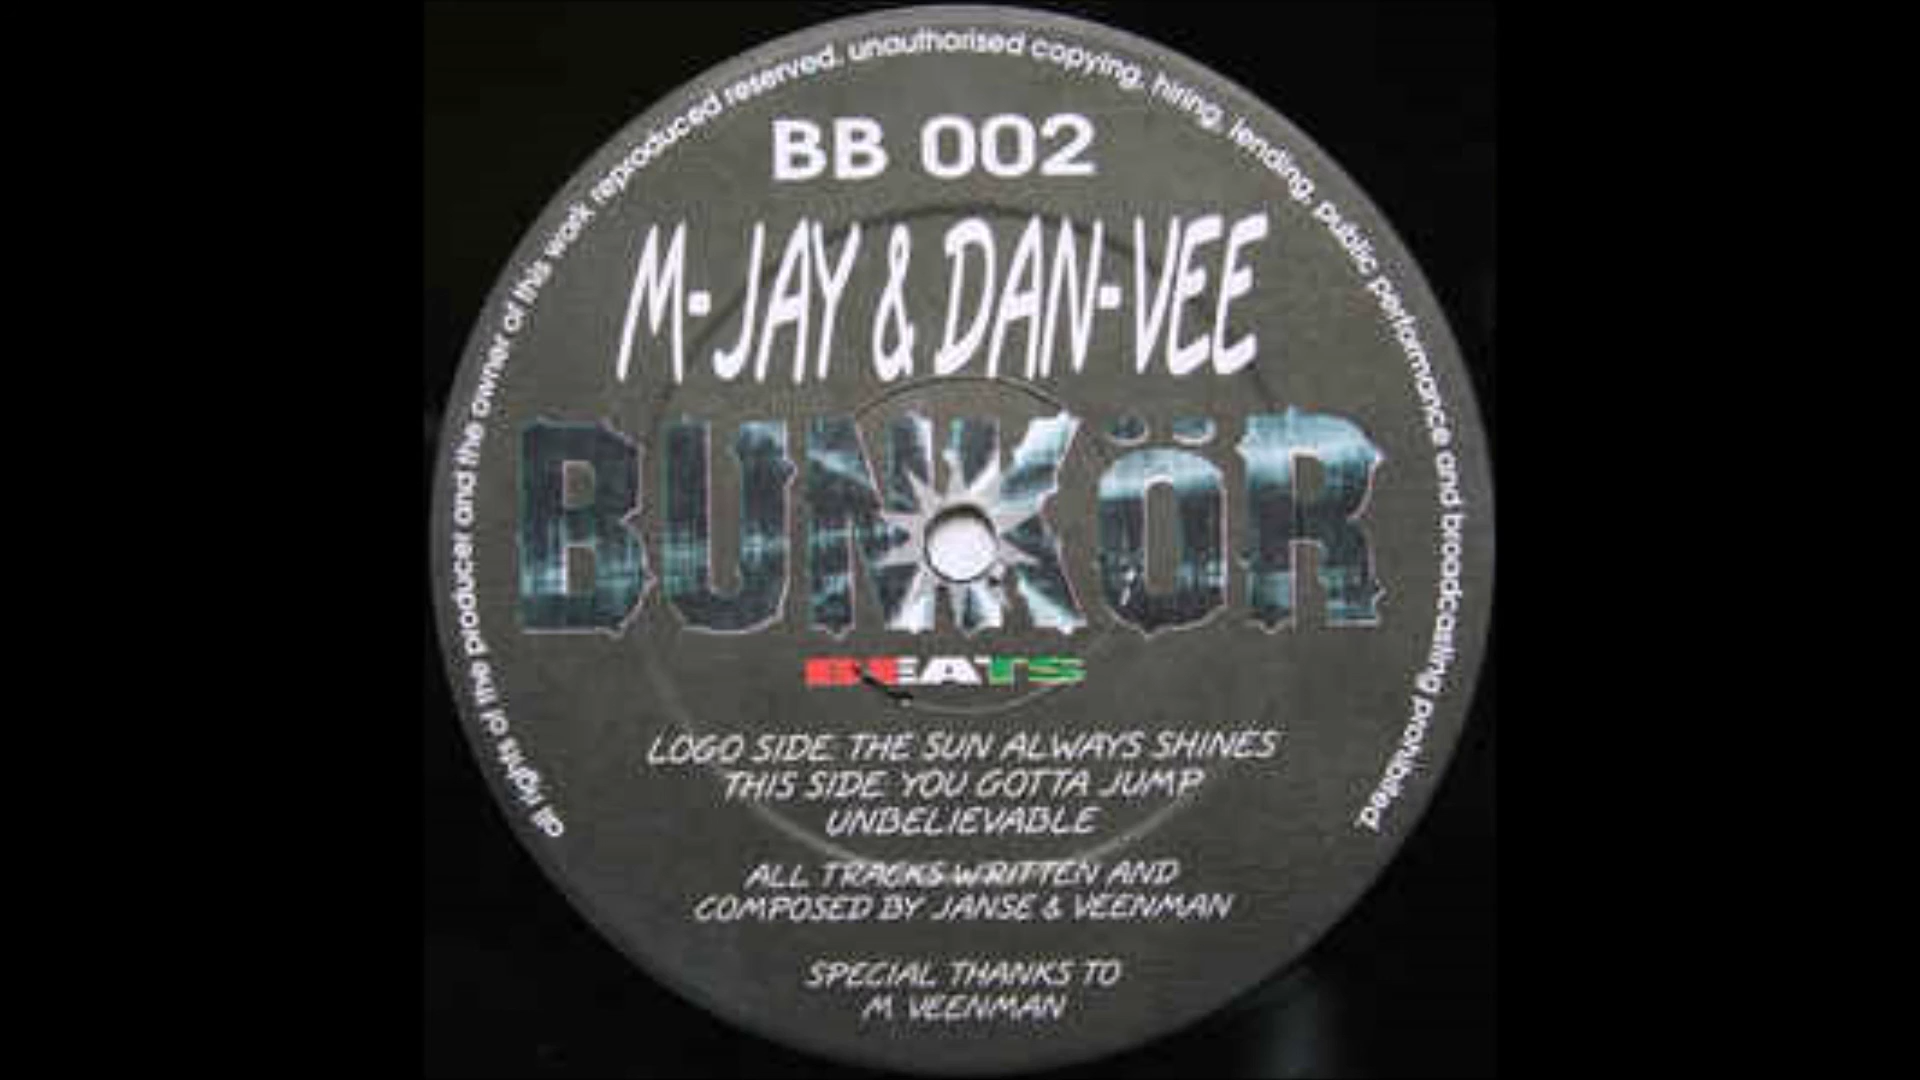 all rights of the producer and the owner of this work reproduced reserved. unauthorised copying, hiring, lending, public performance and broadcasting prohibited.
BB 002
M-JAY & DAN-VEE
BUNKöR
BEATS
LOGO SIDE THE SUN ALWAYS SHINES
THIS SIDE YOU GOTTA JUMP
UNBELIEVABLE
ALL TRACKS WRITTEN AND
COMPOSED BY JANSE & VEENMAN
SPECIAL THANKS TO
M. VEENMAN